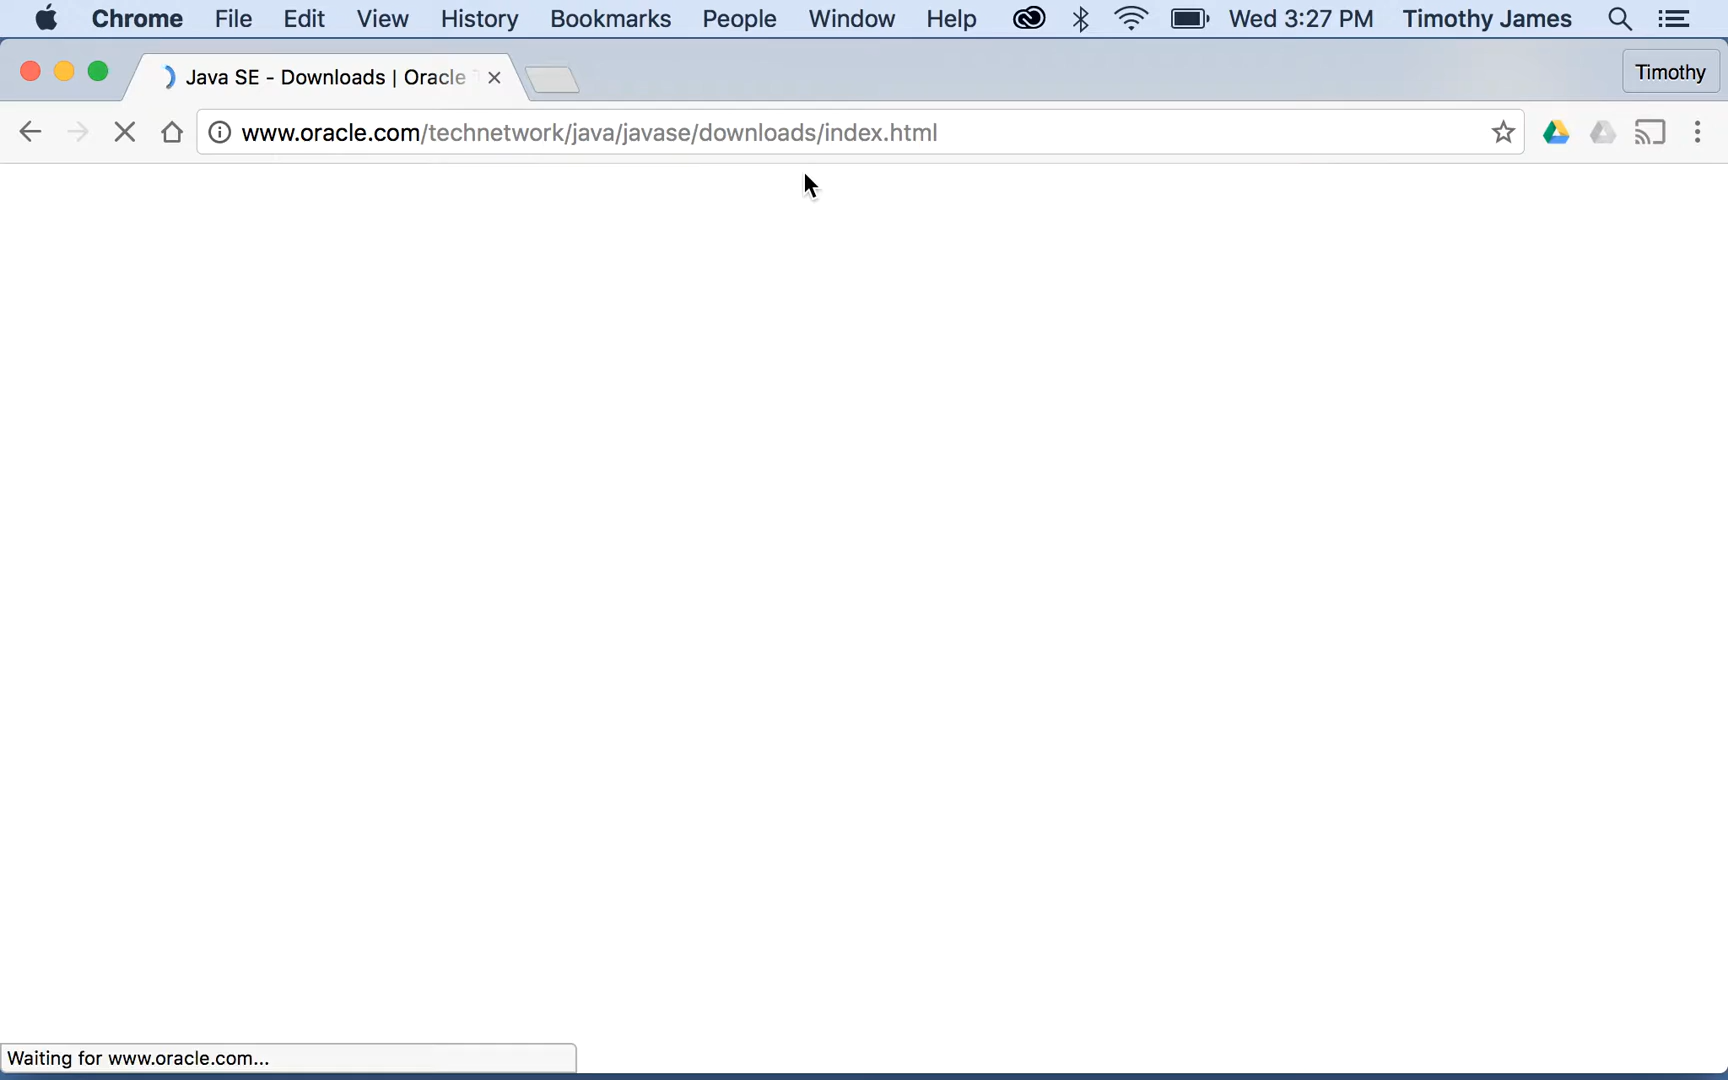 Chrome File Edit View History Bookmarks People Window Help Wed 3:27 PM Timothy James
Java SE - Downloads | Oracle
Timothy
www.oracle.com/technetwork/java/javase/downloads/index.html
Waiting for www.oracle.com...